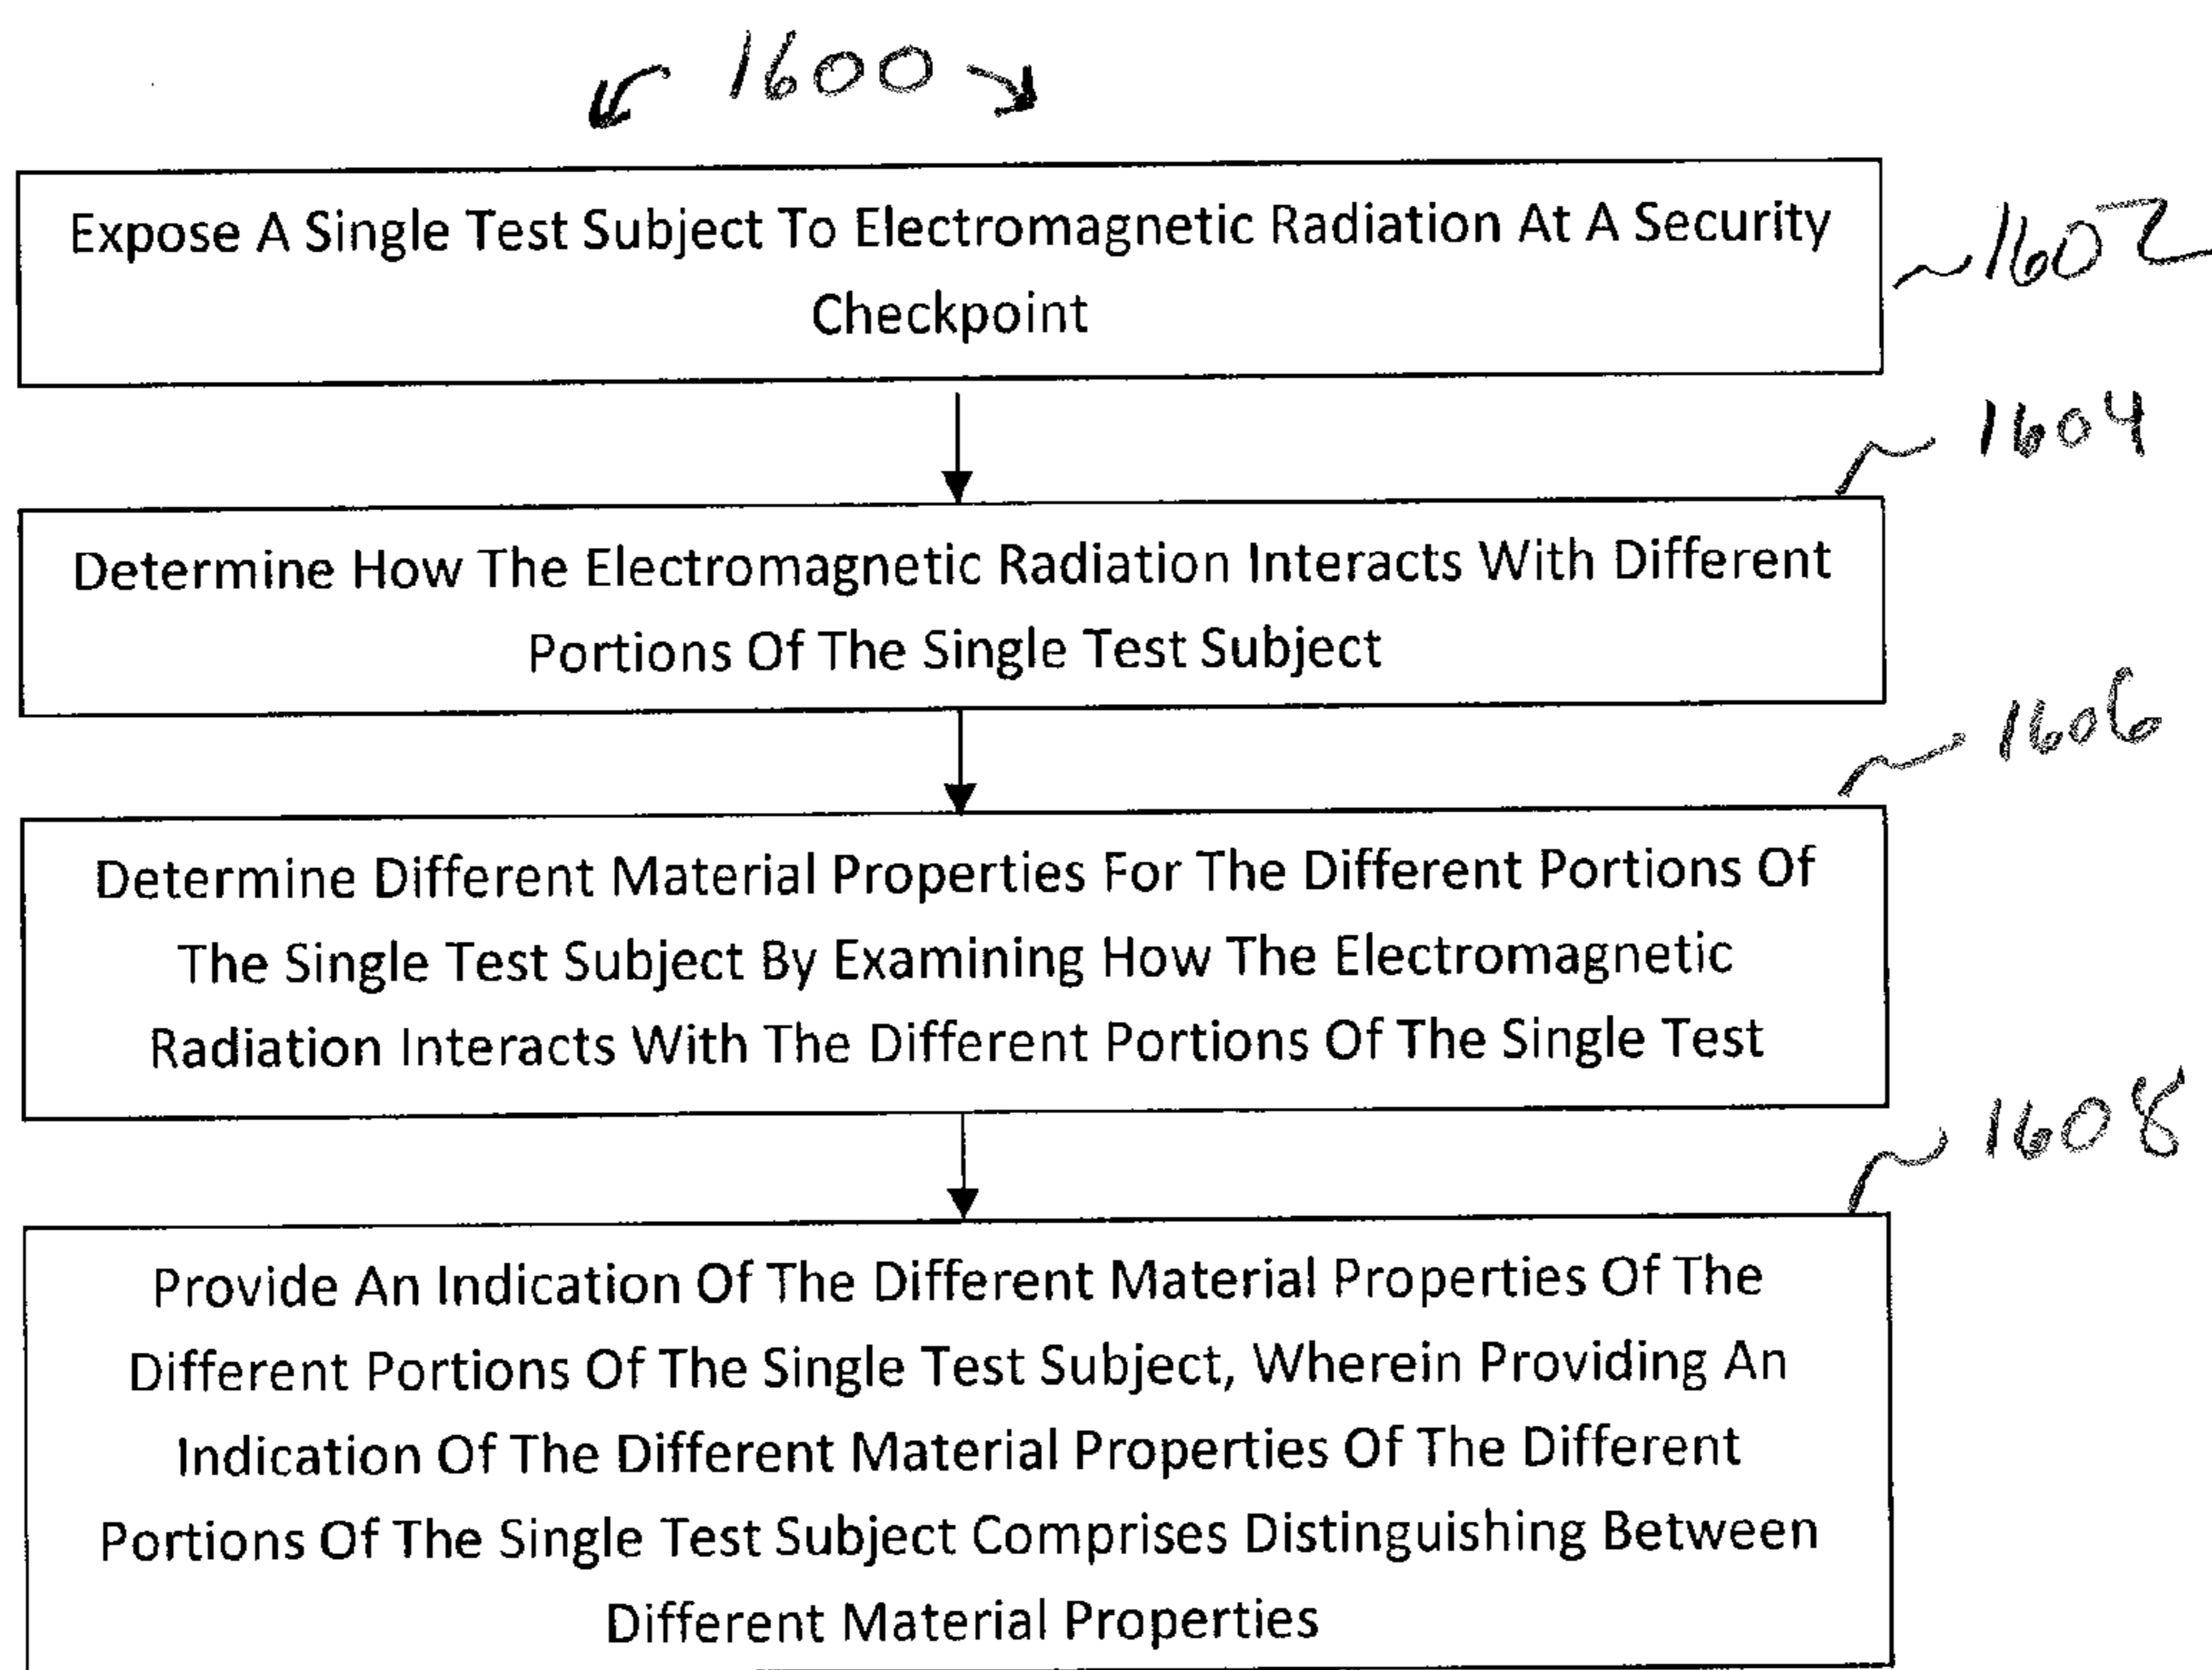 1600
Expose A Single Test Subject To Electromagnetic Radiation At A Security
Checkpoint
1602
1604
Determine How The Electromagnetic Radiation Interacts With Different
Portions Of The Single Test Subject
1606
Determine Different Material Properties For The Different Portions Of
The Single Test Subject By Examining How The Electromagnetic
Radiation Interacts With The Different Portions Of The Single Test
1608
Provide An Indication Of The Different Material Properties Of The
Different Portions Of The Single Test Subject, Wherein Providing An
Indication Of The Different Material Properties Of The Different
Portions Of The Single Test Subject Comprises Distinguishing Between
Different Material Properties